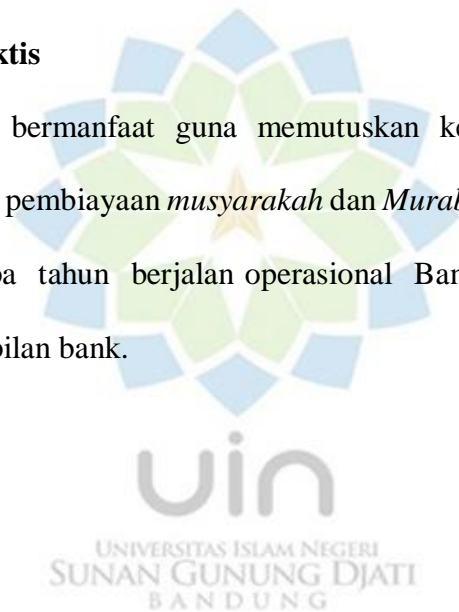 ktis
bermanfaat guna memutuskan ke
pembiayaan musyarakah dan Murab
tahun berjalan operasional Ban
bank.
uin
UNIVERSITAS ISLAM NEGERI
SUNAN GUNUNG DJATI
BANDUNG